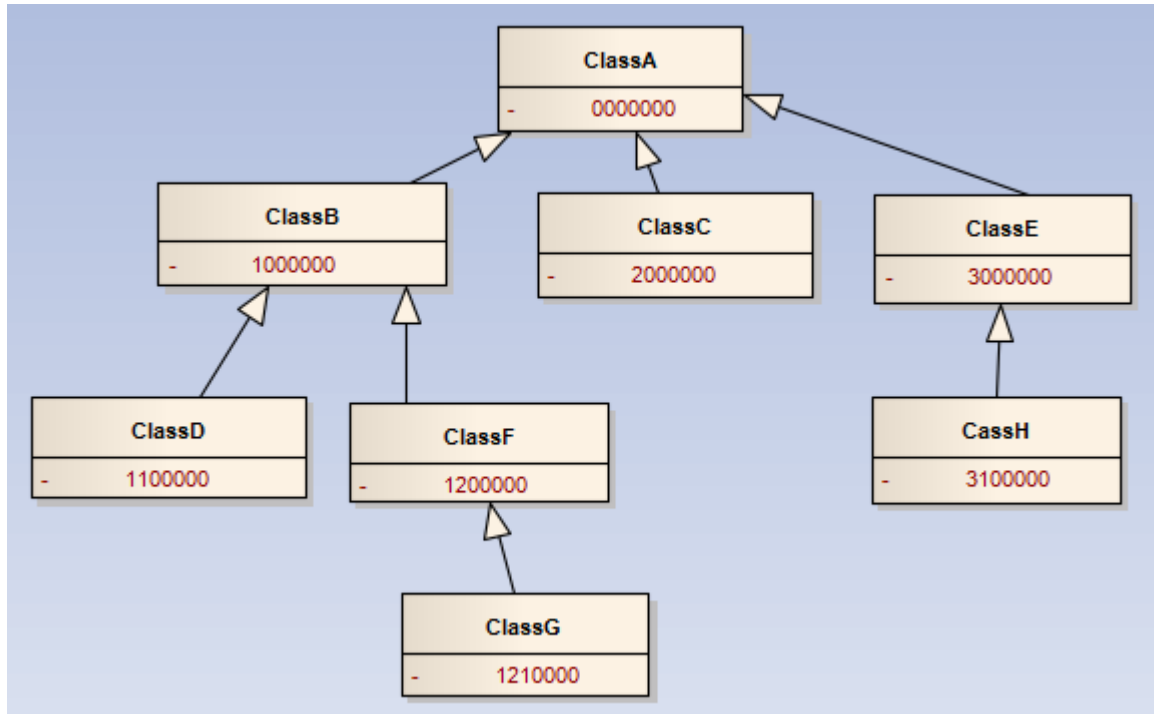 ClassA
- 0000000
ClassB
- 1000000
ClassC
- 2000000
ClassE
- 3000000
ClassD
- 1100000
ClassF
- 1200000
CassH
- 3100000
ClassG
- 1210000